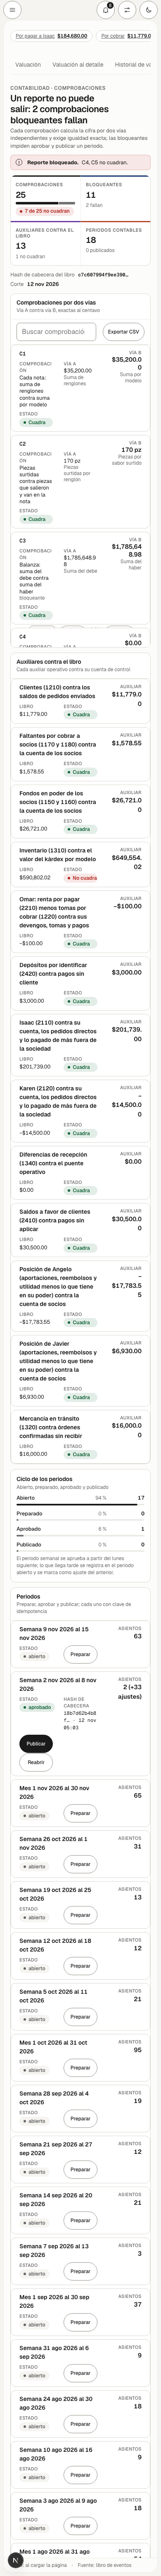 8
Por pagar a Isaac $184,680.00
Por cobrar $11,779.0
Valuación
Valuación al detalle
Historial de va
CONTABILIDAD · COMPROBACIONES
Un reporte no puede
salir: 2 comprobaciones
bloqueantes fallan
Cada comprobación calcula la cifra por dos vías
independientes y exige igualdad exacta; las bloqueantes
impiden aprobar y publicar un periodo.
Reporte bloqueado. C4, C5 no cuadran.
COMPROBACIONES
25
7 de 25 no cuadran
BLOQUEANTES
11
2 fallan
AUXILIARES CONTRA EL
LIBRO
13
1 no cuadran
PERIODOS CONTABLES
18
0 publicados
Hash de cabecera del libro c7c607994f9ee390…
Corte 12 nov 2026
Comprobaciones por dos vías
Vía A contra vía B, exactas al centavo
Buscar comprobació
Exportar CSV
C1
COMPROBACI
ÓN
Cada nota:
suma de
renglones
contra suma
por modelo
VÍA A
$35,200.00
Suma de
renglones
VÍA B
$35,200.0
0
Suma por
modelo
ESTADO
Cuadra
C2
COMPROBACI
ÓN
Piezas
surtidas
contra piezas
que salieron
y van en la
nota
VÍA A
170 pz
Piezas
surtidas por
renglón
VÍA B
170 pz
Piezas por
sabor surtido
ESTADO
Cuadra
C3
COMPROBACI
ÓN
Balanza:
suma del
debe contra
suma del
haber
bloqueante
VÍA A
$1,785,648.9
8
Suma del debe
VÍA B
$1,785,64
8.98
Suma del
haber
ESTADO
Cuadra
C4
COMPROBACI
VÍA A
VÍA B
$0.00
Auxiliares contra el libro
Cada auxiliar operativo contra su cuenta de control
Clientes (1210) contra los
saldos de pedidos enviados
AUXILIAR
$11,779.0
0
LIBRO
$11,779.00
ESTADO
Cuadra
Faltantes por cobrar a
socios (1170 y 1180) contra
la cuenta de los socios
AUXILIAR
$1,578.55
LIBRO
$1,578.55
ESTADO
Cuadra
Fondos en poder de los
socios (1150 y 1160) contra
la cuenta de los socios
AUXILIAR
$26,721.0
0
LIBRO
$26,721.00
ESTADO
Cuadra
Inventario (1310) contra el
valor del kárdex por modelo
AUXILIAR
$649,554.
02
LIBRO
$590,802.02
ESTADO
No cuadra
Omar: renta por pagar
(2210) menos tomas por
cobrar (1220) contra sus
devengos, tomas y pagos
AUXILIAR
−$100.00
LIBRO
−$100.00
ESTADO
Cuadra
Depósitos por identificar
(2420) contra pagos sin
cliente
AUXILIAR
$3,000.00
LIBRO
$3,000.00
ESTADO
Cuadra
Isaac (2110) contra su
cuenta, los pedidos directos
y lo pagado de más fuera de
la sociedad
AUXILIAR
$201,739.
00
LIBRO
$201,739.00
ESTADO
Cuadra
Karen (2120) contra su
cuenta, los pedidos directos
y lo pagado de más fuera de
la sociedad
AUXILIAR
−
$14,500.0
0
LIBRO
−$14,500.00
ESTADO
Cuadra
Diferencias de recepción
(1340) contra el puente
operativo
AUXILIAR
$0.00
LIBRO
$0.00
ESTADO
Cuadra
Saldos a favor de clientes
(2410) contra pagos sin
aplicar
AUXILIAR
$30,500.0
0
LIBRO
$30,500.00
ESTADO
Cuadra
Posición de Angelo
(aportaciones, reembolsos y
utilidad menos lo que tiene
en su poder) contra la
cuenta de socios
AUXILIAR
−
$17,783.5
5
LIBRO
−$17,783.55
ESTADO
Cuadra
Posición de Javier
(aportaciones, reembolsos y
utilidad menos lo que tiene
en su poder) contra la
cuenta de socios
AUXILIAR
$6,930.00
LIBRO
$6,930.00
ESTADO
Cuadra
Mercancía en tránsito
(1320) contra órdenes
confirmadas sin recibir
AUXILIAR
$16,000.0
0
LIBRO
$16,000.00
ESTADO
Cuadra
Ciclo de los periodos
Abierto, preparado, aprobado y publicado
Abierto 94 % 17
Preparado 0 % 0
Aprobado 6 % 1
Publicado 0 % 0
El periodo semanal se aprueba a partir del lunes
siguiente; lo que llega tarde se registra en el periodo
abierto y se marca como ajuste del anterior.
Periodos
Preparar, aprobar y publicar; cada uno con clave de
idempotencia
Semana 9 nov 2026 al 15
nov 2026
ASIENTOS
63
ESTADO
abierto
Preparar
Semana 2 nov 2026 al 8 nov
2026
ASIENTOS
2 (+33
ajustes)
ESTADO
aprobado
HASH DE
CABECERA
18b7d62b4b8
f… · 12 nov
05:03
Publicar
Reabrir
Mes 1 nov 2026 al 30 nov
2026
ASIENTOS
65
ESTADO
abierto
Preparar
Semana 26 oct 2026 al 1
nov 2026
ASIENTOS
31
ESTADO
abierto
Preparar
Semana 19 oct 2026 al 25
oct 2026
ASIENTOS
13
ESTADO
abierto
Preparar
Semana 12 oct 2026 al 18
oct 2026
ASIENTOS
12
ESTADO
abierto
Preparar
Semana 5 oct 2026 al 11
oct 2026
ASIENTOS
21
ESTADO
abierto
Preparar
Mes 1 oct 2026 al 31 oct
2026
ASIENTOS
95
ESTADO
abierto
Preparar
Semana 28 sep 2026 al 4
oct 2026
ASIENTOS
19
ESTADO
abierto
Preparar
Semana 21 sep 2026 al 27
sep 2026
ASIENTOS
12
ESTADO
abierto
Preparar
Semana 14 sep 2026 al 20
sep 2026
ASIENTOS
21
ESTADO
abierto
Preparar
Semana 7 sep 2026 al 13
sep 2026
ASIENTOS
3
ESTADO
abierto
Preparar
Mes 1 sep 2026 al 30 sep
2026
ASIENTOS
37
ESTADO
abierto
Preparar
Semana 31 ago 2026 al 6
sep 2026
ASIENTOS
9
ESTADO
abierto
Preparar
Semana 24 ago 2026 al 30
ago 2026
ASIENTOS
18
ESTADO
abierto
Preparar
Semana 10 ago 2026 al 16
ago 2026
ASIENTOS
9
ESTADO
abierto
Preparar
Semana 3 ago 2026 al 9 ago
2026
ASIENTOS
18
ESTADO
abierto
Preparar
Mes 1 ago 2026 al 31 ago
ASIENTOS
N
al cargar la página · Fuente: libro de eventos